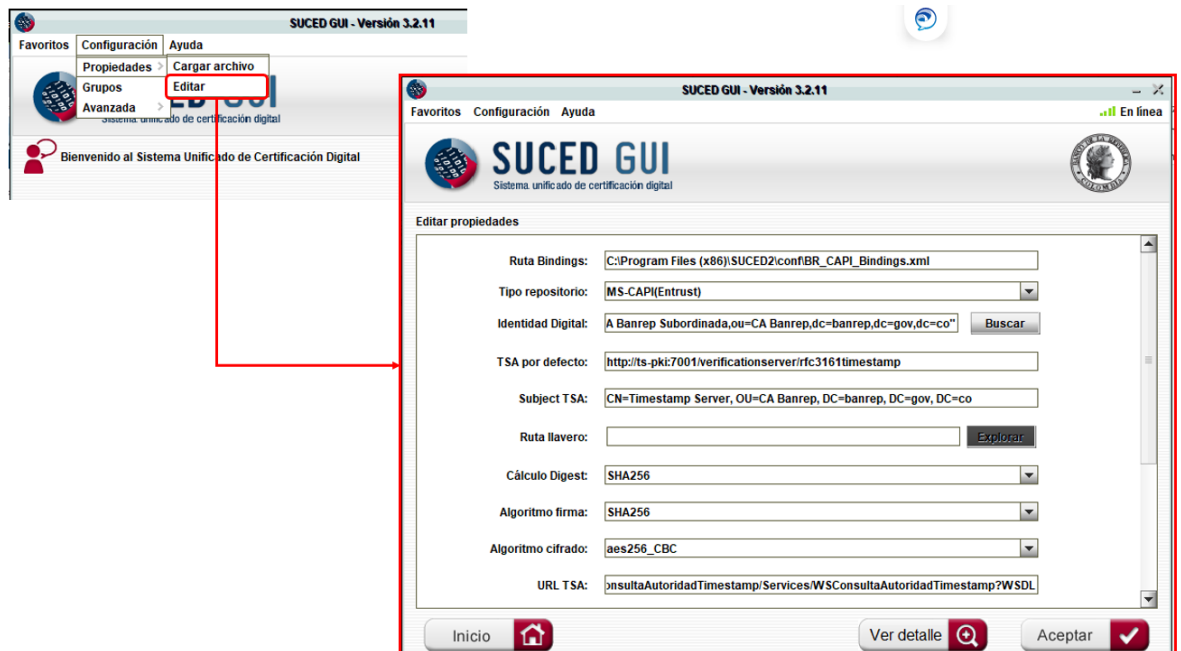 SUCED GUI - Versión 3.2.11
Favoritos Configuración Ayuda
Propiedades > Cargar archivo
Grupos Editar
Avanzada >
Sistema unificado de certificación digital
Bienvenido al Sistema Unificado de Certificación Digital
SUCED GUI - Versión 3.2.11
Favoritos Configuración Ayuda En línea
SUCED GUI
Sistema unificado de certificación digital
BANCO DE LA REPÚBLICA
COLOMBIA
Editar propiedades
Ruta Bindings: C:\Program Files (x86)\SUCED2\conf\BR_CAPI_Bindings.xml
Tipo repositorio: MS-CAPI(Entrust)
Identidad Digital: A Banrep Subordinada,ou=CA Banrep,dc=banrep,dc=gov,dc=co" Buscar
TSA por defecto: http://ts-pki:7001/verificationserver/rfc3161timestamp
Subject TSA: CN=Timestamp Server, OU=CA Banrep, DC=banrep, DC=gov, DC=co
Ruta llavero: Explorar
Cálculo Digest: SHA256
Algoritmo firma: SHA256
Algoritmo cifrado: aes256_CBC
URL TSA: onsultaAutoridadTimestamp/Services/WSConsultaAutoridadTimestamp?WSDL
Inicio Ver detalle Aceptar